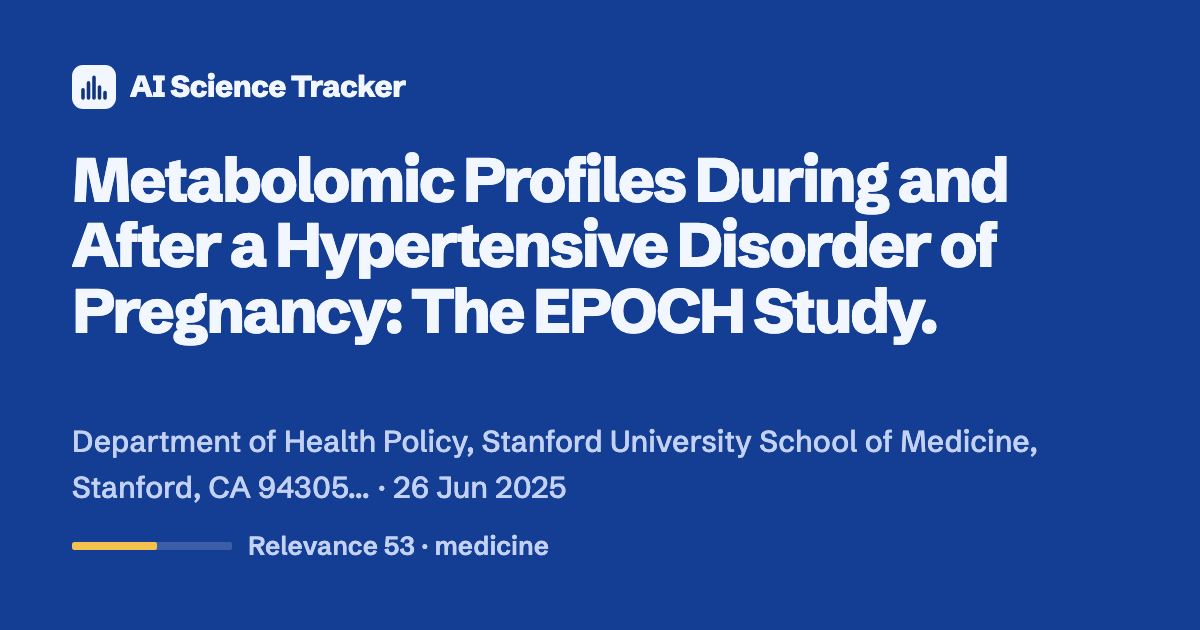 AI Science Tracker
Metabolomic Profiles During and
After a Hypertensive Disorder of
Pregnancy: The EPOCH Study.
Department of Health Policy, Stanford University School of Medicine,
Stanford, CA 94305... · 26 Jun 2025
Relevance 53 · medicine